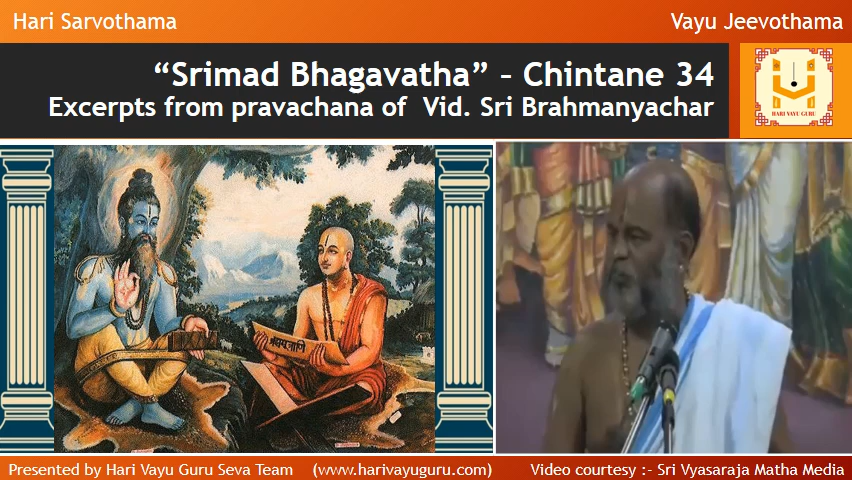 Hari Sarvothama
Vayu Jeevothama
“Srimad Bhagavatha” – Chintane 34
Excerpts from pravachana of Vid. Sri Brahmanyachar
HARI VAYU GURU
Presented by Hari Vayu Guru Seva Team (www.harivayuguru.com)
Video courtesy :- Sri Vyasaraja Matha Media